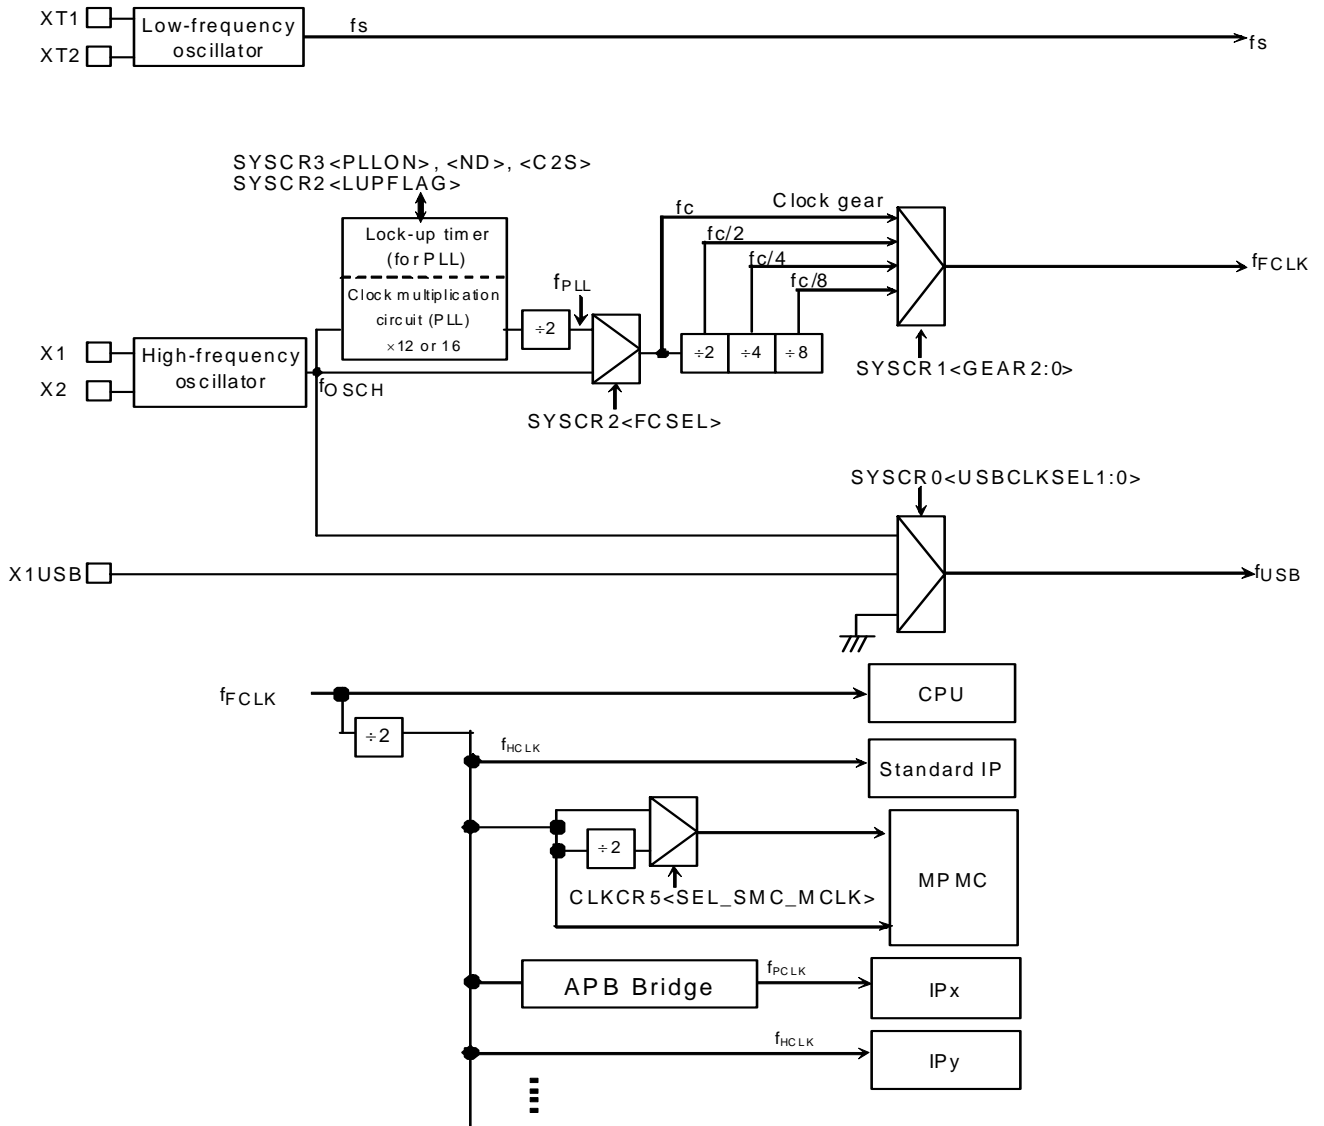 XT1
XT2
Low-frequency
oscillator
fs
fs
SYSCR3<PLLON>, <ND>, <C2S>
SYSCR2<LUPFLAG>
Lock-up timer
(for PLL)
Clock multiplication
circuit (PLL)
×12 or 16
÷2
fPLL
fc
Clock gear
fc/2
fc/4
fc/8
÷2
÷4
÷8
fFCLK
SYSCR1<GEAR2:0>
X1
X2
High-frequency
oscillator
fOSCH
SYSCR2<FCSEL>
SYSCR0<USBCLKSEL1:0>
X1USB
fUSB
fFCLK
CPU
÷2
fHCLK
Standard IP
÷2
MPMC
CLKCR5<SEL_SMC_MCLK>
APB Bridge
fPCLK
IPx
fHCLK
IPy